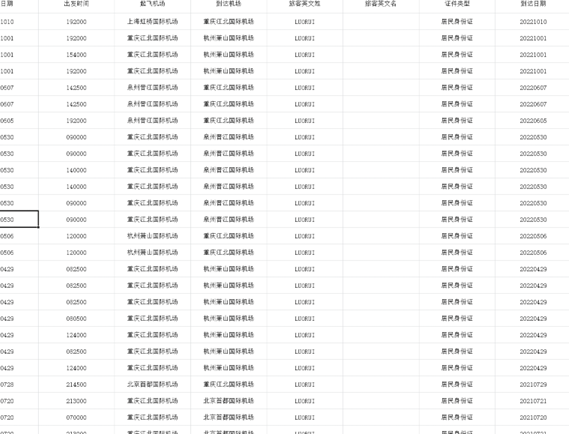 日期 出发时间 起飞机场 到达机场 旅客英文姓 旅客英文名 证件类型 到达日期
1010 192000 上海虹桥国际机场 重庆江北国际机场 LUORUI 居民身份证 20221010
1001 192000 重庆江北国际机场 杭州萧山国际机场 LUORUI 居民身份证 20221001
1001 154000 重庆江北国际机场 杭州萧山国际机场 LUORUI 居民身份证 20221001
1001 192000 重庆江北国际机场 杭州萧山国际机场 LUORUI 居民身份证 20221001
0607 142500 泉州晋江国际机场 重庆江北国际机场 LUORUI 居民身份证 20220607
0607 142500 泉州晋江国际机场 重庆江北国际机场 LUORUI 居民身份证 20220607
0605 192000 泉州晋江国际机场 重庆江北国际机场 LUORUI 居民身份证 20220605
0530 090000 重庆江北国际机场 泉州晋江国际机场 LUORUI 居民身份证 20220530
0530 090000 重庆江北国际机场 泉州晋江国际机场 LUORUI 居民身份证 20220530
0530 140000 重庆江北国际机场 泉州晋江国际机场 LUORUI 居民身份证 20220530
0530 140000 重庆江北国际机场 泉州晋江国际机场 LUORUI 居民身份证 20220530
0530 090000 重庆江北国际机场 泉州晋江国际机场 LUORUI 居民身份证 20220530
0530 090000 重庆江北国际机场 泉州晋江国际机场 LUORUI 居民身份证 20220530
0506 120000 杭州萧山国际机场 重庆江北国际机场 LUORUI 居民身份证 20220506
0506 120000 杭州萧山国际机场 重庆江北国际机场 LUORUI 居民身份证 20220506
0429 082500 重庆江北国际机场 杭州萧山国际机场 LUORUI 居民身份证 20220429
0429 082500 重庆江北国际机场 杭州萧山国际机场 LUORUI 居民身份证 20220429
0429 082500 重庆江北国际机场 杭州萧山国际机场 LUORUI 居民身份证 20220429
0429 080500 重庆江北国际机场 杭州萧山国际机场 LUORUI 居民身份证 20220429
0429 124000 重庆江北国际机场 杭州萧山国际机场 LUORUI 居民身份证 20220429
0429 082500 重庆江北国际机场 杭州萧山国际机场 LUORUI 居民身份证 20220429
0429 124000 重庆江北国际机场 杭州萧山国际机场 LUORUI 居民身份证 20220429
0728 214500 北京首都国际机场 重庆江北国际机场 LUORUI 居民身份证 20210729
0720 213000 重庆江北国际机场 北京首都国际机场 LUORUI 居民身份证 20210721
0720 070000 重庆江北国际机场 北京首都国际机场 LUORUI 居民身份证 20210720
重庆江北国际机场 北京首都国际机场 LUORUI 居民身份证